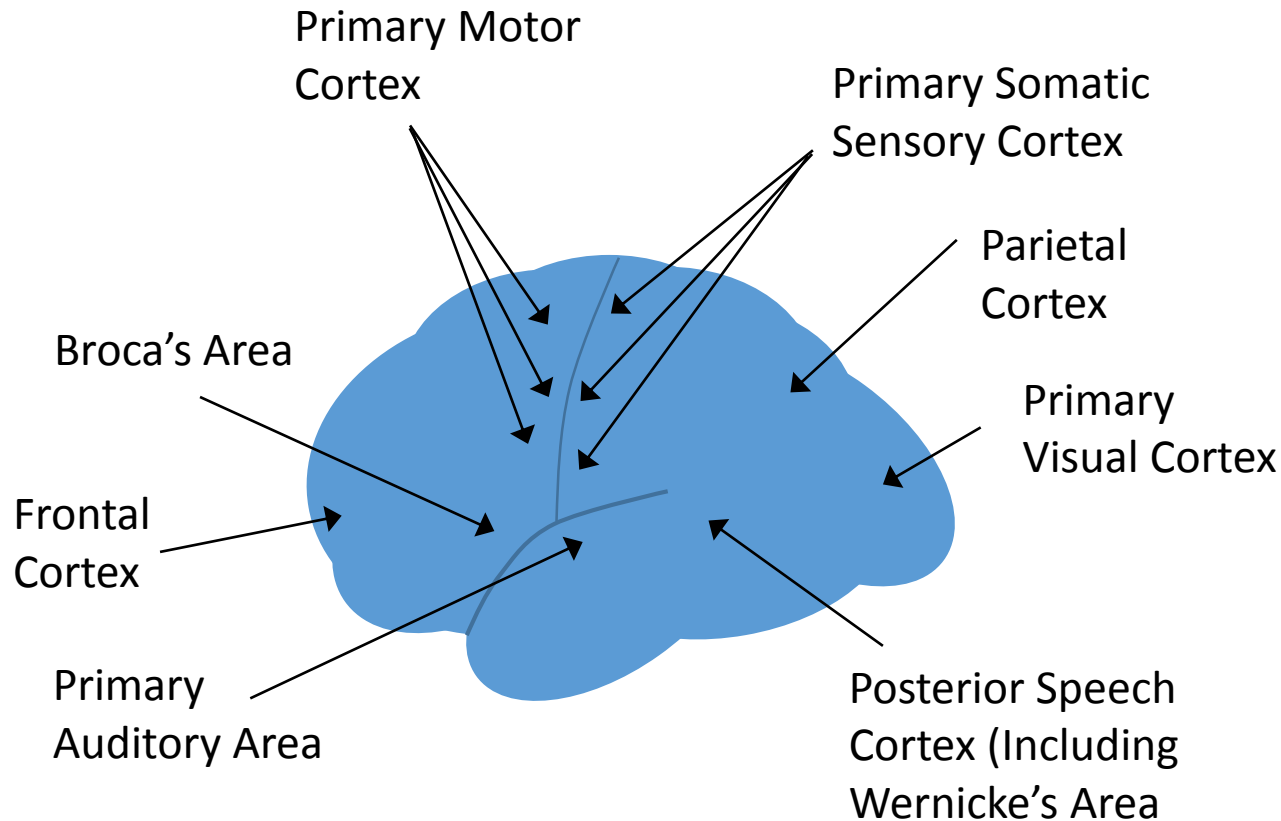 Primary Motor
Cortex
Primary Somatic
Sensory Cortex
Parietal
Cortex
Broca’s Area
Primary
Visual Cortex
Frontal
Cortex
Primary
Auditory Area
Posterior Speech
Cortex (Including
Wernicke’s Area